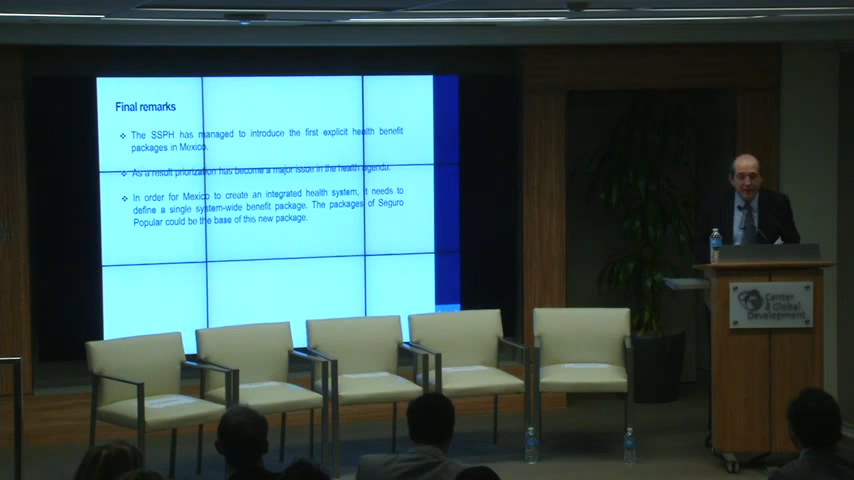 Final remarks
❖ The SSPH has managed to introduce the first explicit health benefit
packages in Mexico.
❖ As a result priorization has become a major issue in the health agenda.
❖ In order for Mexico to create an integrated health system, it needs to
define a single system-wide benefit package. The packages of Seguro
Popular could be the base of this new package.
Center
Global
Development